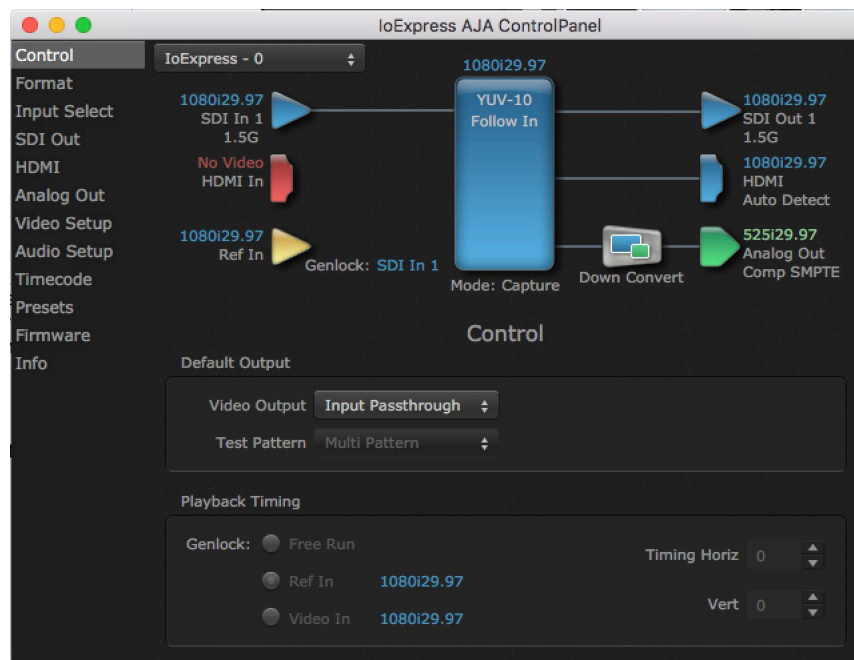 IoExpress AJA ControlPanel
Control
Format
Input Select
SDI Out
HDMI
Analog Out
Video Setup
Audio Setup
Timecode
Presets
Firmware
Info
IoExpress - 0
1080i29.97
1080i29.97
SDI In 1
1.5G
YUV-10
Follow In
1080i29.97
SDI Out 1
1.5G
No Video
HDMI In
1080i29.97
HDMI
Auto Detect
1080i29.97
Ref In
Genlock: SDI In 1
Mode: Capture
Down Convert
525i29.97
Analog Out
Comp SMPTE
Control
Default Output
Video Output Input Passthrough
Test Pattern Multi Pattern
Playback Timing
Genlock: Free Run
Timing Horiz 0
Ref In 1080i29.97
Vert 0
Video In 1080i29.97